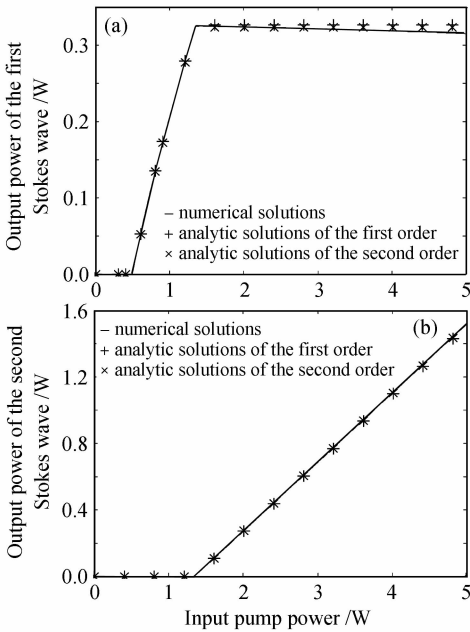 (a)
Output power of the first
Stokes wave /W
0.3
0.2
0.1
0.0
– numerical solutions
+ analytic solutions of the first order
× analytic solutions of the second order
0 1 2 3 4 5
(b)
Output power of the second
Stokes wave /W
1.6
1.2
0.8
0.4
0.0
– numerical solutions
+ analytic solutions of the first order
× analytic solutions of the second order
0 1 2 3 4 5
Input pump power /W